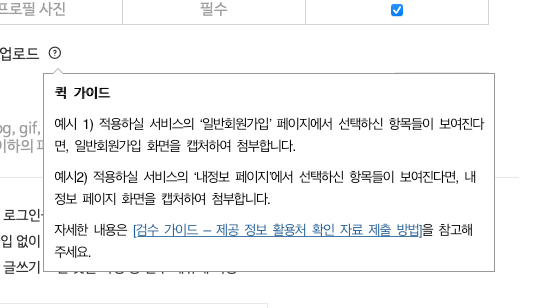 프로필 사진 필수
업로드 ?
퀵 가이드
예시 1) 적용하실 서비스의 '일반회원가입' 페이지에서 선택하신 항목들이 보여진다
면, 일반회원가입 화면을 캡처하여 첨부합니다.
예시2) 적용하실 서비스의 '내정보 페이지'에서 선택하신 항목들이 보여진다면, 내
정보 페이지 화면을 캡처하여 첨부합니다.
자세한 내용은 [검수 가이드 – 제공 정보 활용처 확인 자료 제출 방법]을 참고해
주세요.
gif,
이하의
로그인
없이
글쓰기